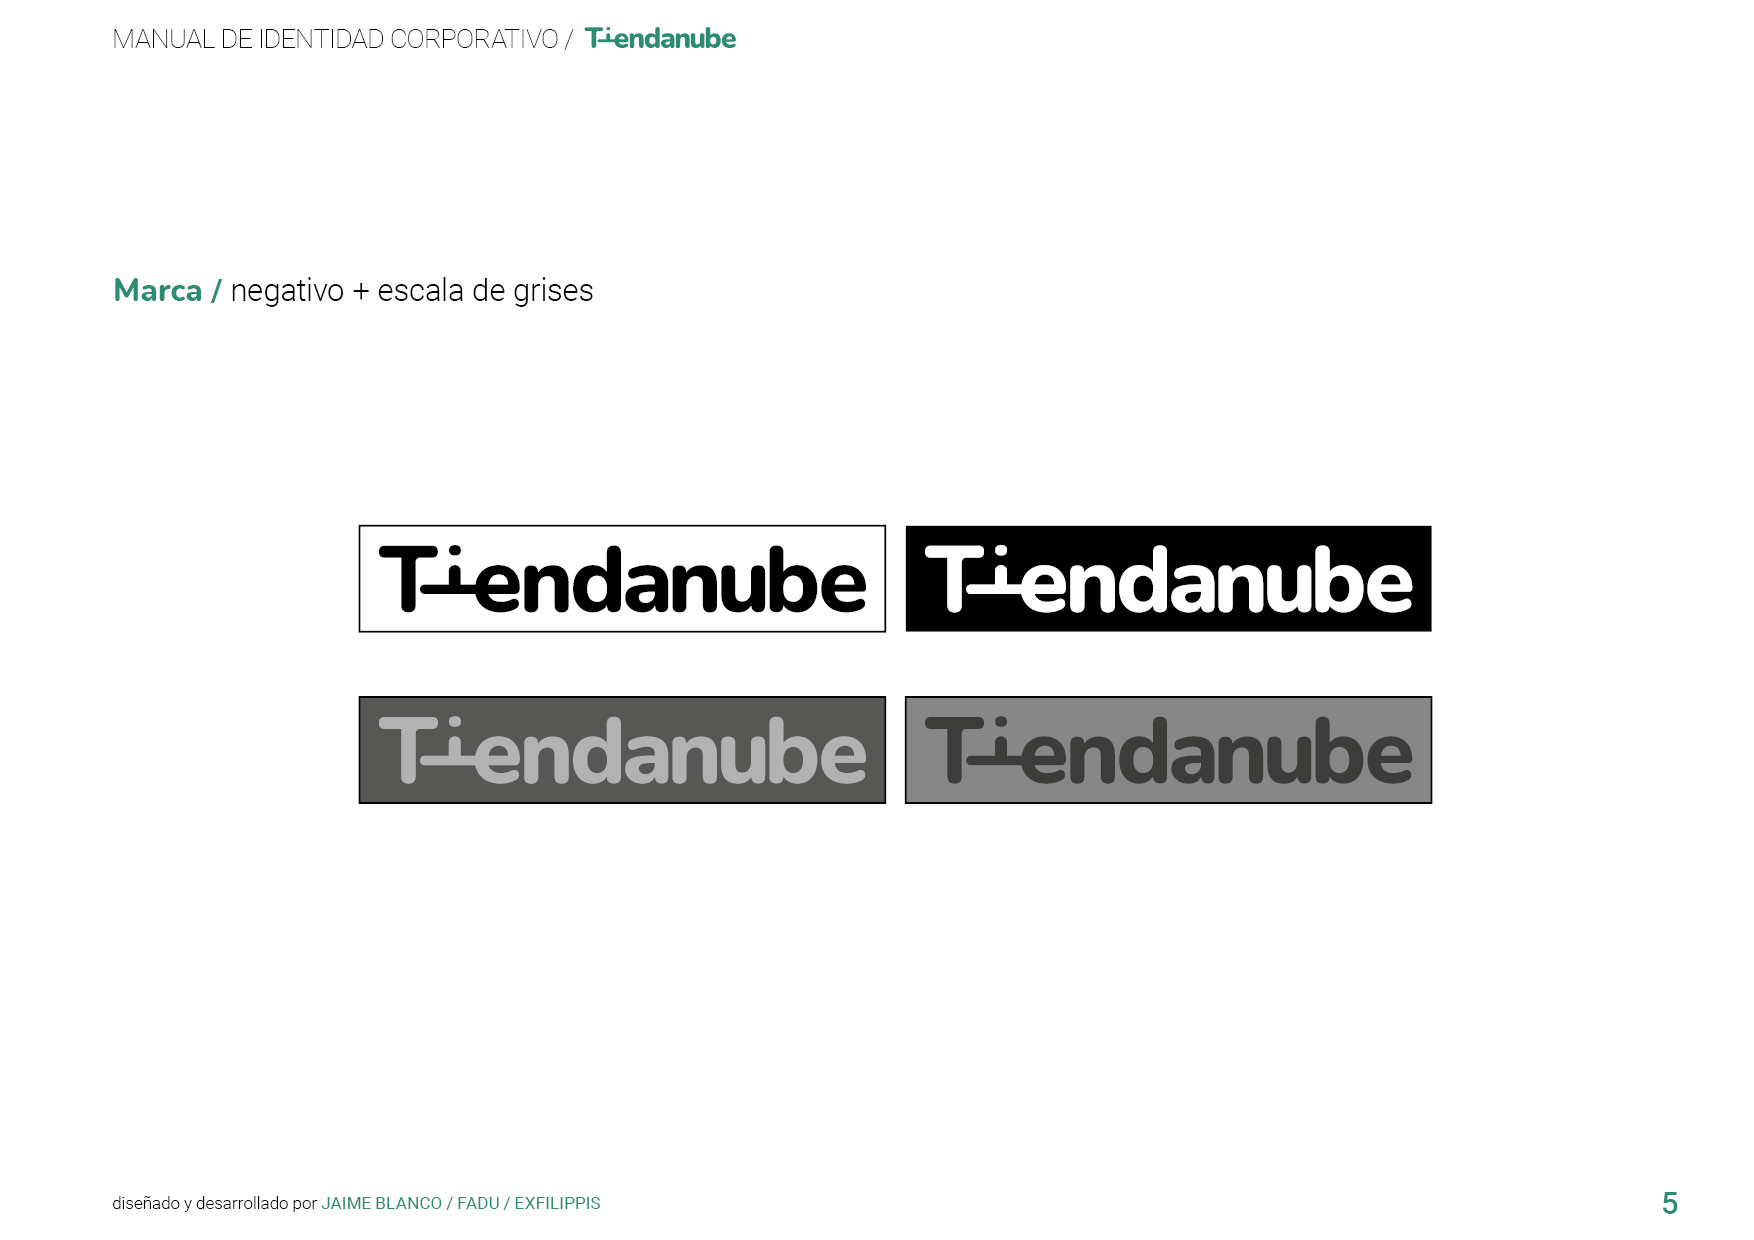 MANUAL DE IDENTIDAD CORPORATIVO / Tiendanube
Marca / negativo + escala de grises
Tiendanube
Tiendanube
Tiendanube
Tiendanube
diseñado y desarrollado por JAIME BLANCO / FADU / EXFILIPPIS
5